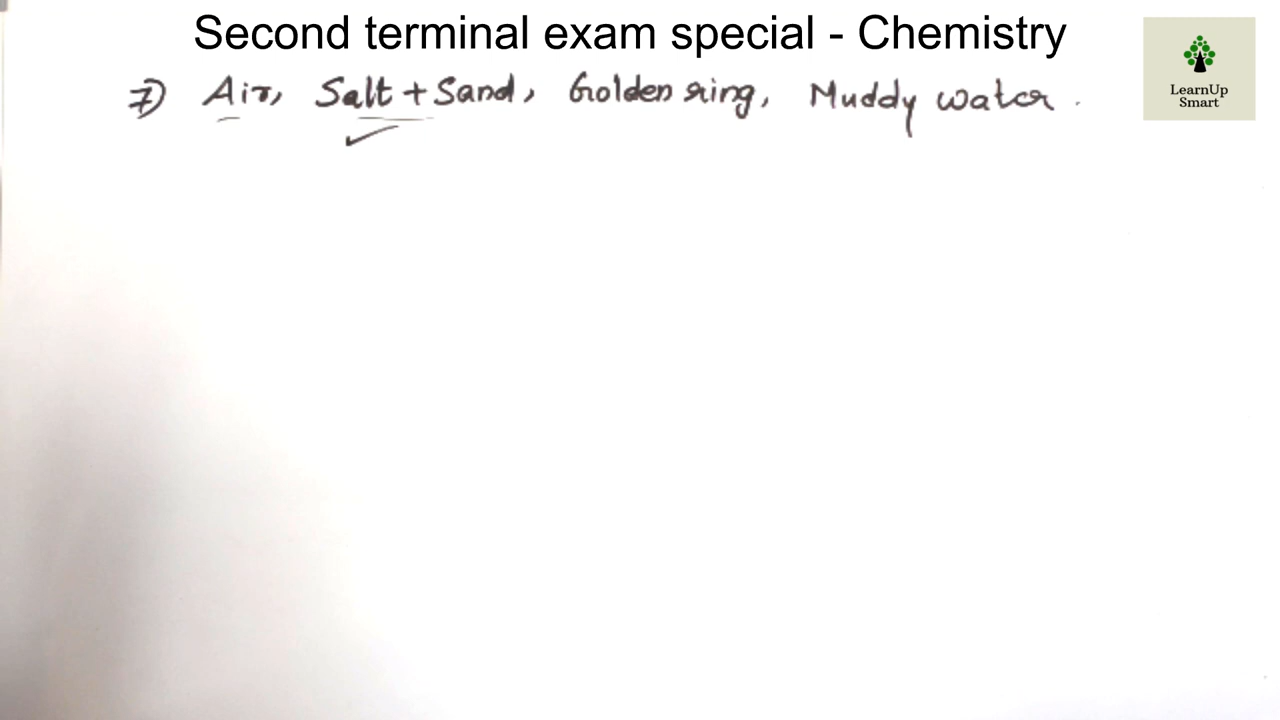 Second terminal exam special - Chemistry
LearnUp
Smart
7) Air, Salt + Sand, Golden ring, Muddy water.